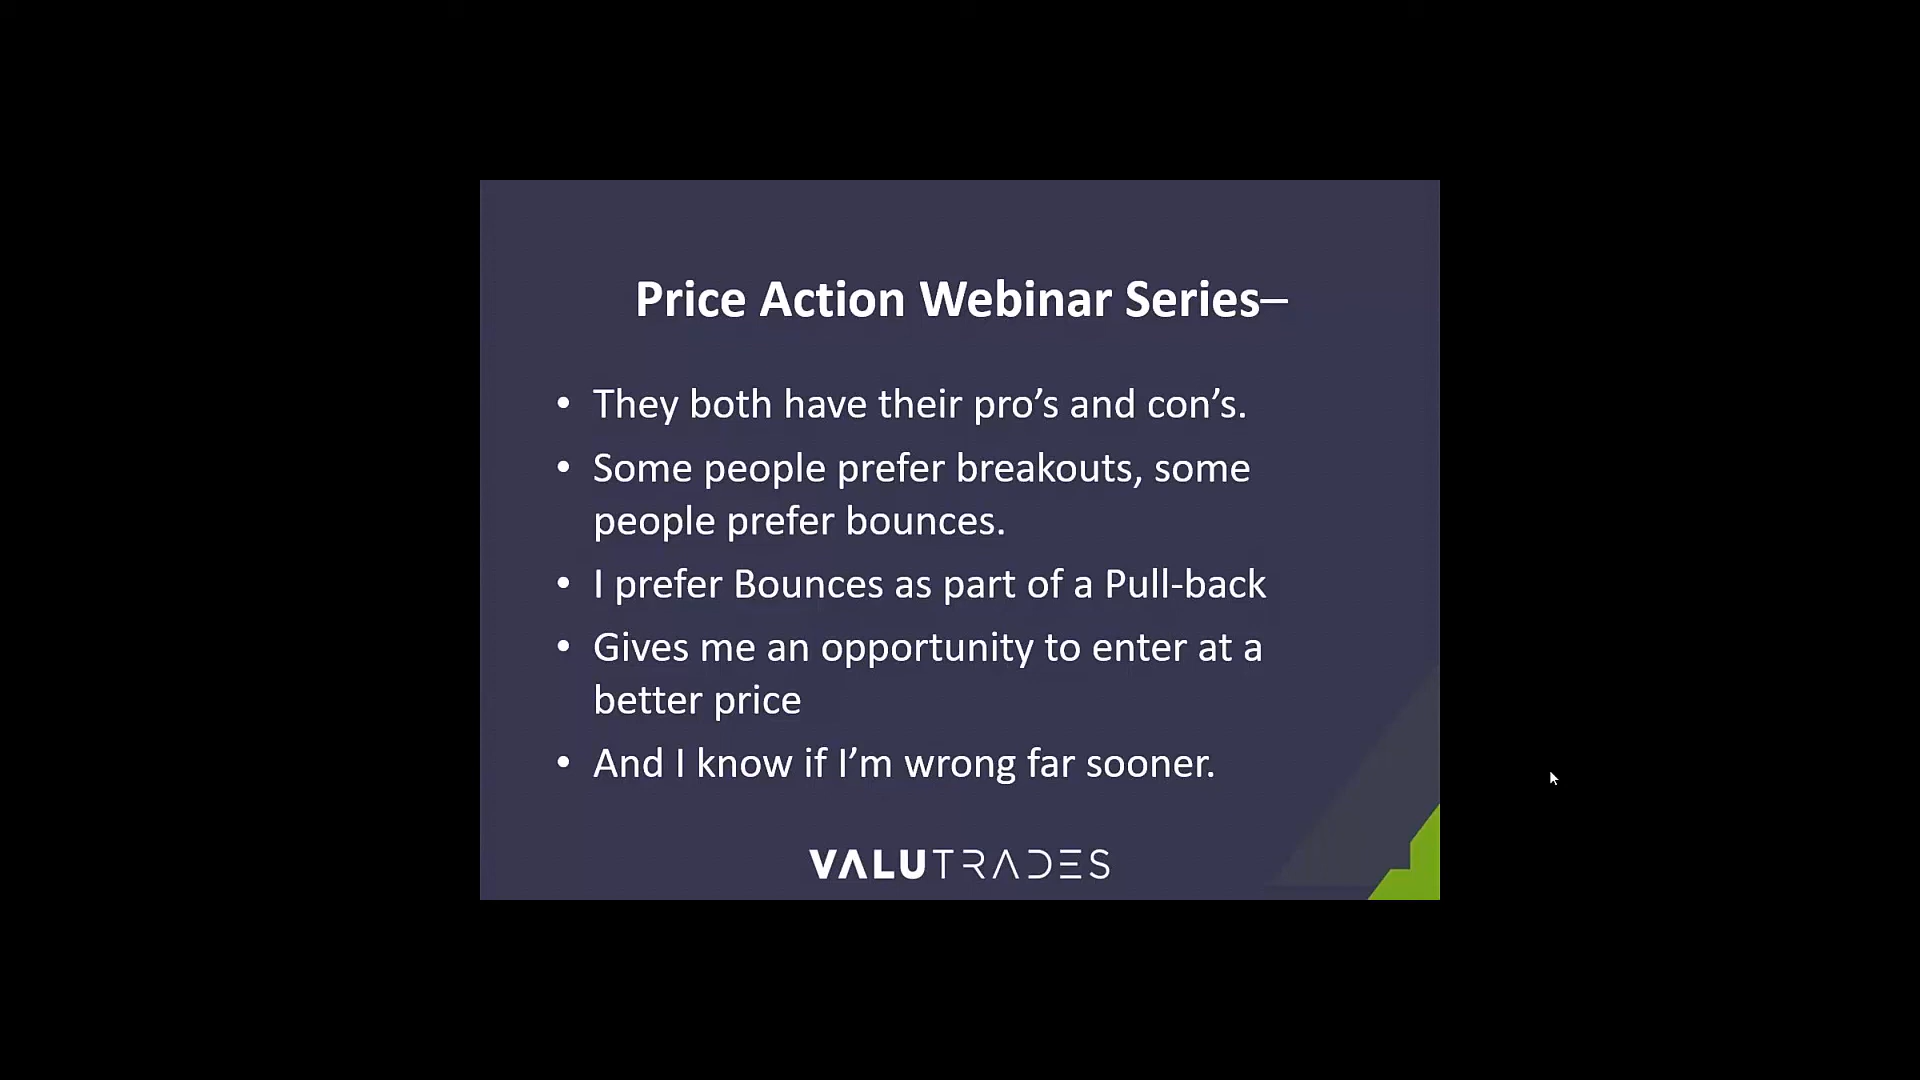 Price Action Webinar Series–
• They both have their pro’s and con’s.
• Some people prefer breakouts, some
people prefer bounces.
• I prefer Bounces as part of a Pull-back
• Gives me an opportunity to enter at a
better price
• And I know if I’m wrong far sooner.
VALUTRADES